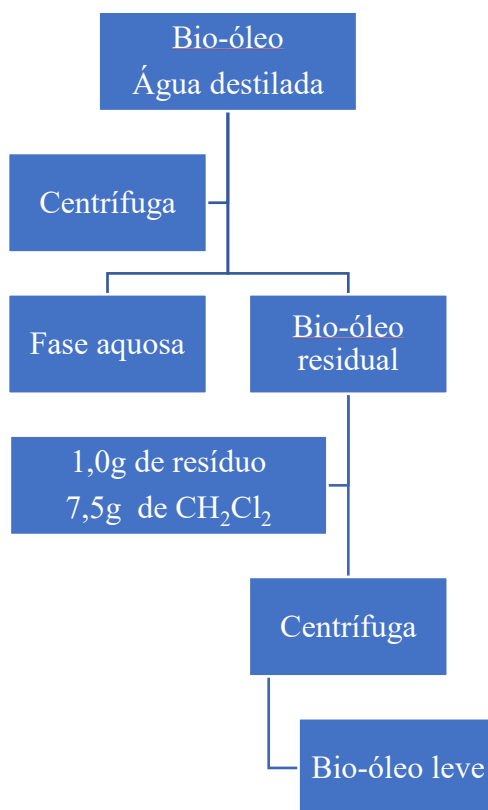 Bio-óleo
Água destilada
Centrífuga
Fase aquosa
Bio-óleo
residual
1,0g de resíduo
7,5g de CH₂Cl₂
Centrífuga
Bio-óleo leve